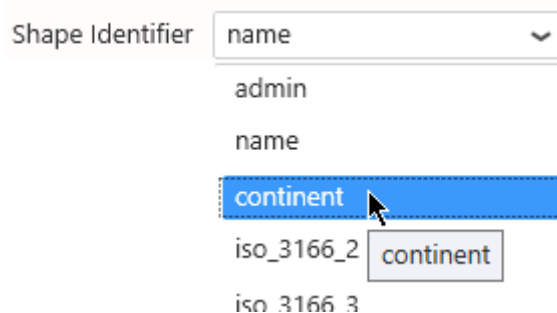 Shape Identifier name
admin
name
continent
iso_3166_2 continent
iso_3166_3